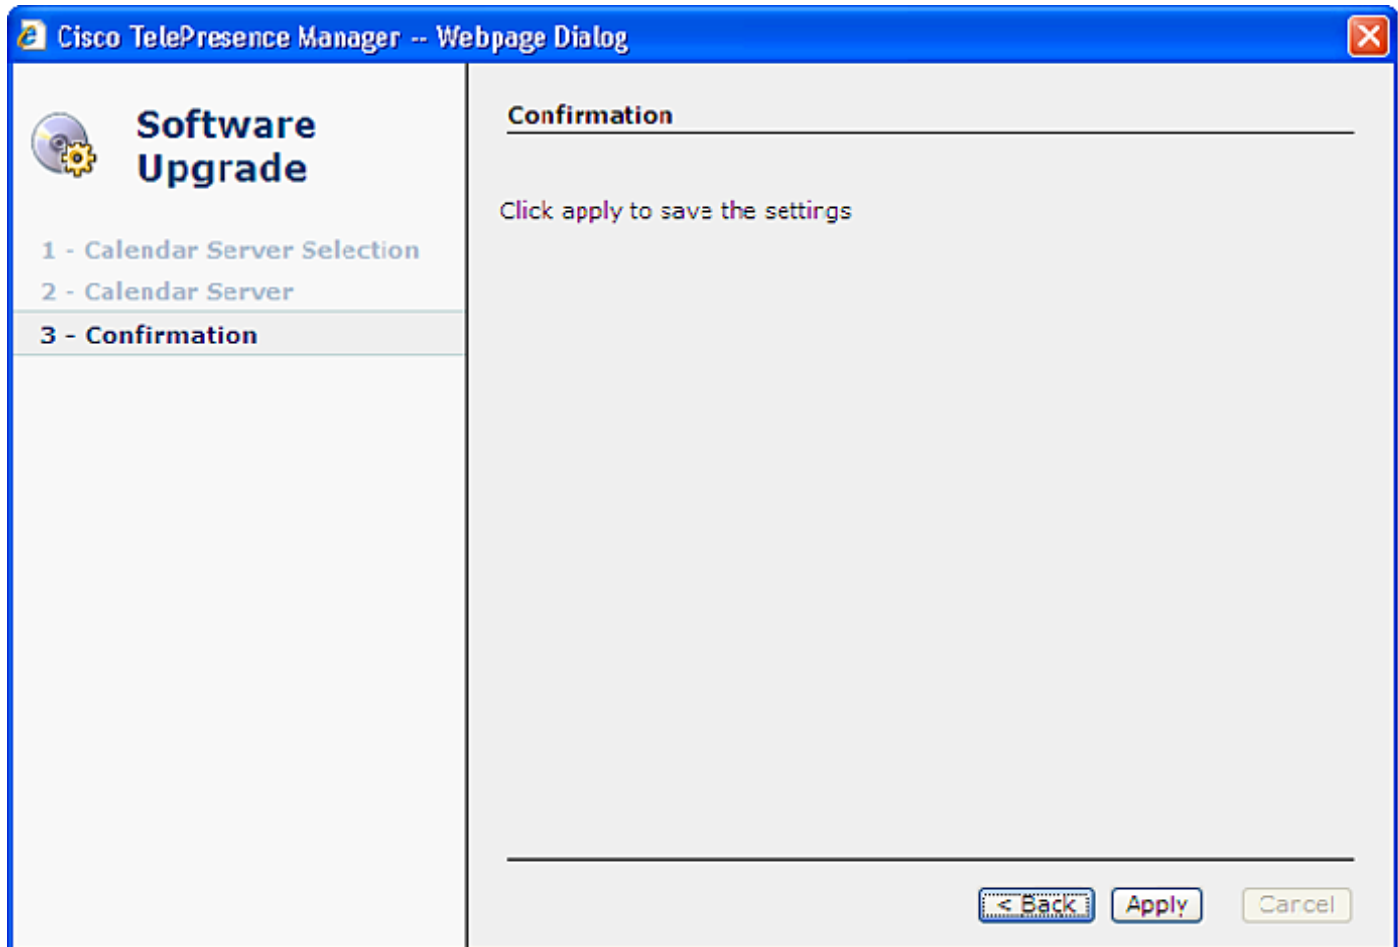 Cisco TelePresence Manager -- Webpage Dialog
Software
Upgrade
1 - Calendar Server Selection
2 - Calendar Server
3 - Confirmation
Confirmation
Click apply to save the settings
< Back
Apply
Cancel